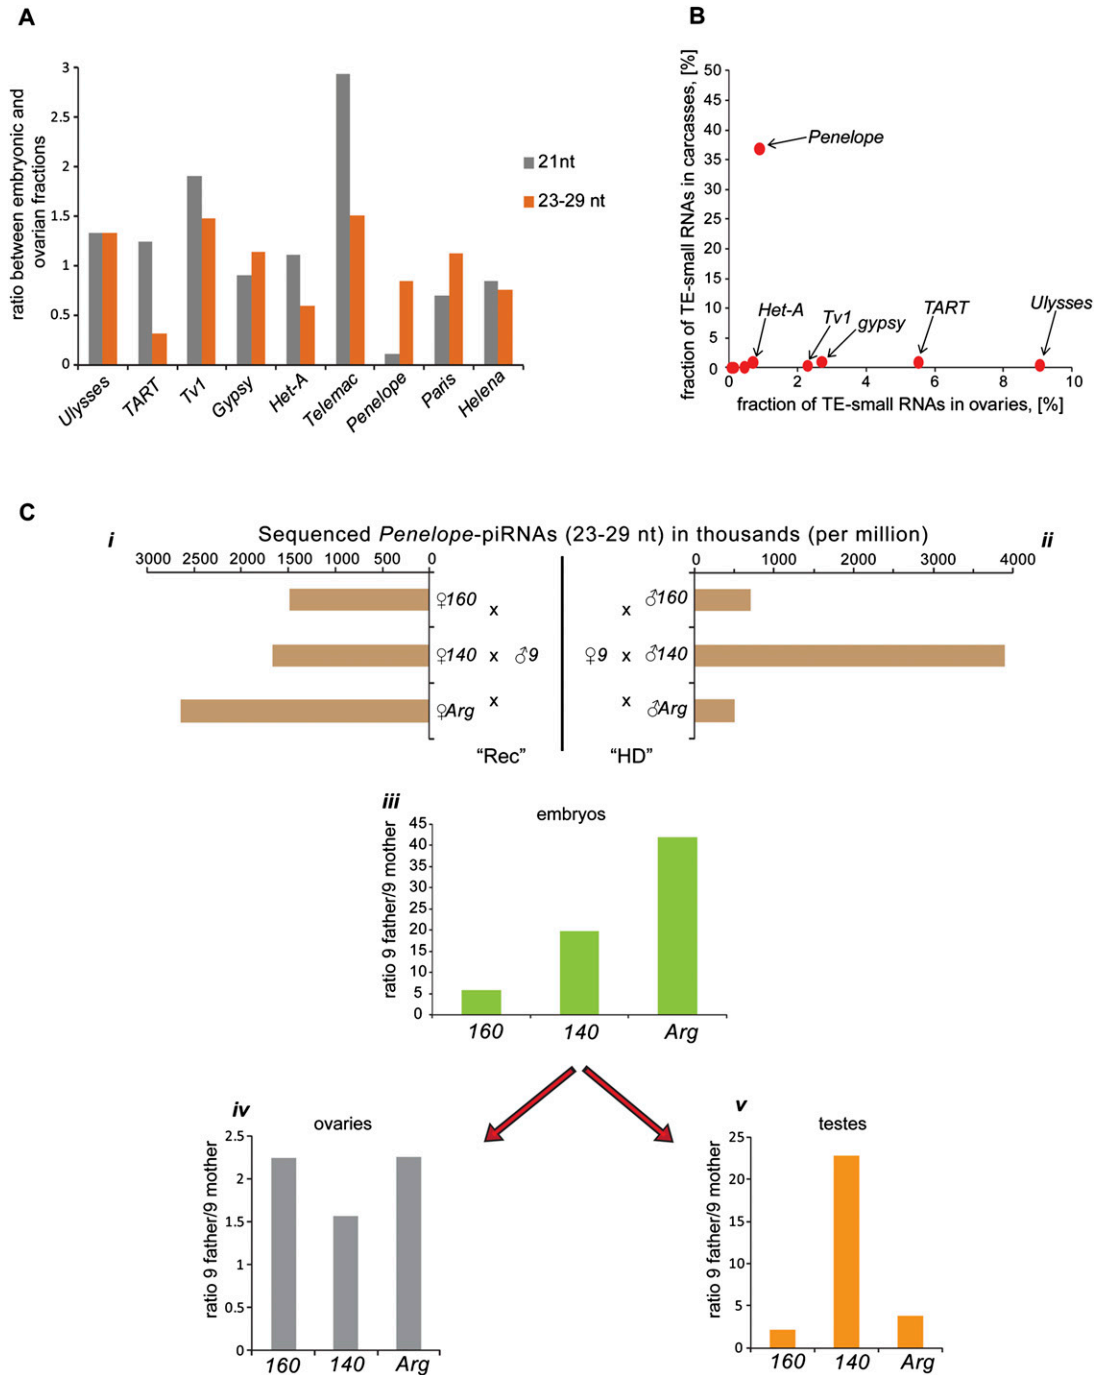 A
ratio between embryonic and
ovarian fractions
3
2.5
2
1.5
1
0.5
0
21nt
23-29 nt
Ulysses
TART
Tv1
Gypsy
Het-A
Telemac
Penelope
Paris
Helena
B
fraction of TE-small RNAs in carcasses, [%]
50
45
40
35
30
25
20
15
10
5
0
Penelope
Het-A
Tv1
gypsy
TART
Ulysses
0 2 4 6 8 10
fraction of TE-small RNAs in ovaries, [%]
C
Sequenced Penelope-piRNAs (23-29 nt) in thousands (per million)
i
3000 2500 2000 1500 1000 500 0
♀160
x
♀140 x ♂9
♀Arg
x
"Rec"
ii
0 1000 2000 3000 4000
x ♂160
♀9 x ♂140
x ♂Arg
"HD"
iii
embryos
ratio 9 father/9 mother
45
40
35
30
25
20
15
10
5
0
160 140 Arg
iv
ovaries
ratio 9 father/9 mother
2.5
2
1.5
1
0.5
0
160 140 Arg
v
testes
ratio 9 father/9 mother
25
20
15
10
5
0
160 140 Arg